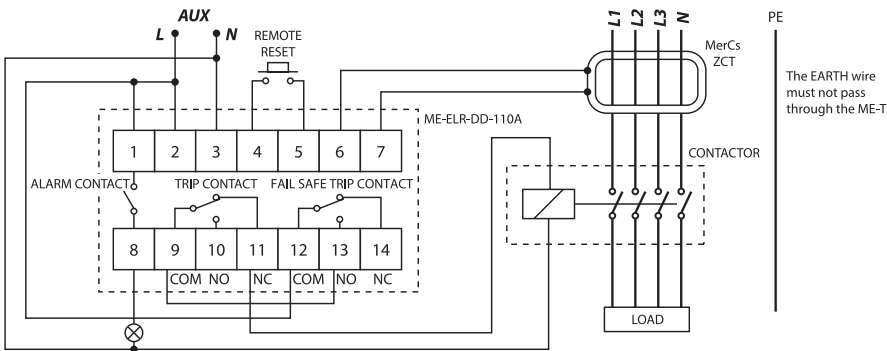 AUX
L N
REMOTE
RESET
L1 L2 L3 N PE
MerCs
ZCT
The EARTH wire
must not pass
through the ME-T
ME-ELR-DD-110A
1 2 3 4 5 6 7
CONTACTOR
ALARM CONTACT TRIP CONTACT FAIL SAFE TRIP CONTACT
8 9 10 11 12 13 14
COM NO NC COM NO NC
LOAD